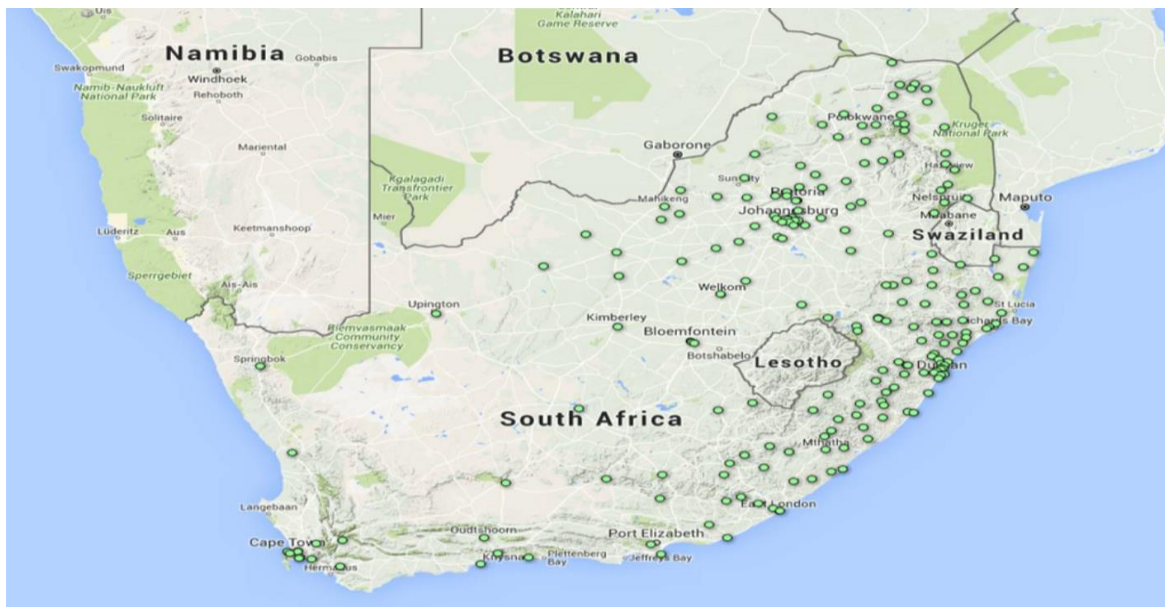 Uis
Kalahari
Game Reserve
Namibia
Gobabis
Botswana
Swakopmund
Windhoek
Namib-Naukluft
National Park
Rehoboth
Solitaire
Polokwane
Kruger
National Park
Mariental
Gaborone
Kgalagadi
Transfrontier
Park
Sun City
Pretoria
Mahikeng
Nelspruit
Maputo
Mier
Johannesburg
Mbabane
Lüderitz
Aus
Keetmanshoop
Swaziland
Sperrgebiet
Ais-Ais
Welkom
Upington
St Lucia
Kimberley
Richards Bay
Riemvasmaak
Community
Conservancy
Bloemfontein
Springbok
Botshabelo
Lesotho
Durban
South Africa
Mthatha
Langebaan
East London
Oudtshoorn
Port Elizabeth
Cape Town
Knysna
Plettenberg
Bay
Jeffreys Bay
Hermanus